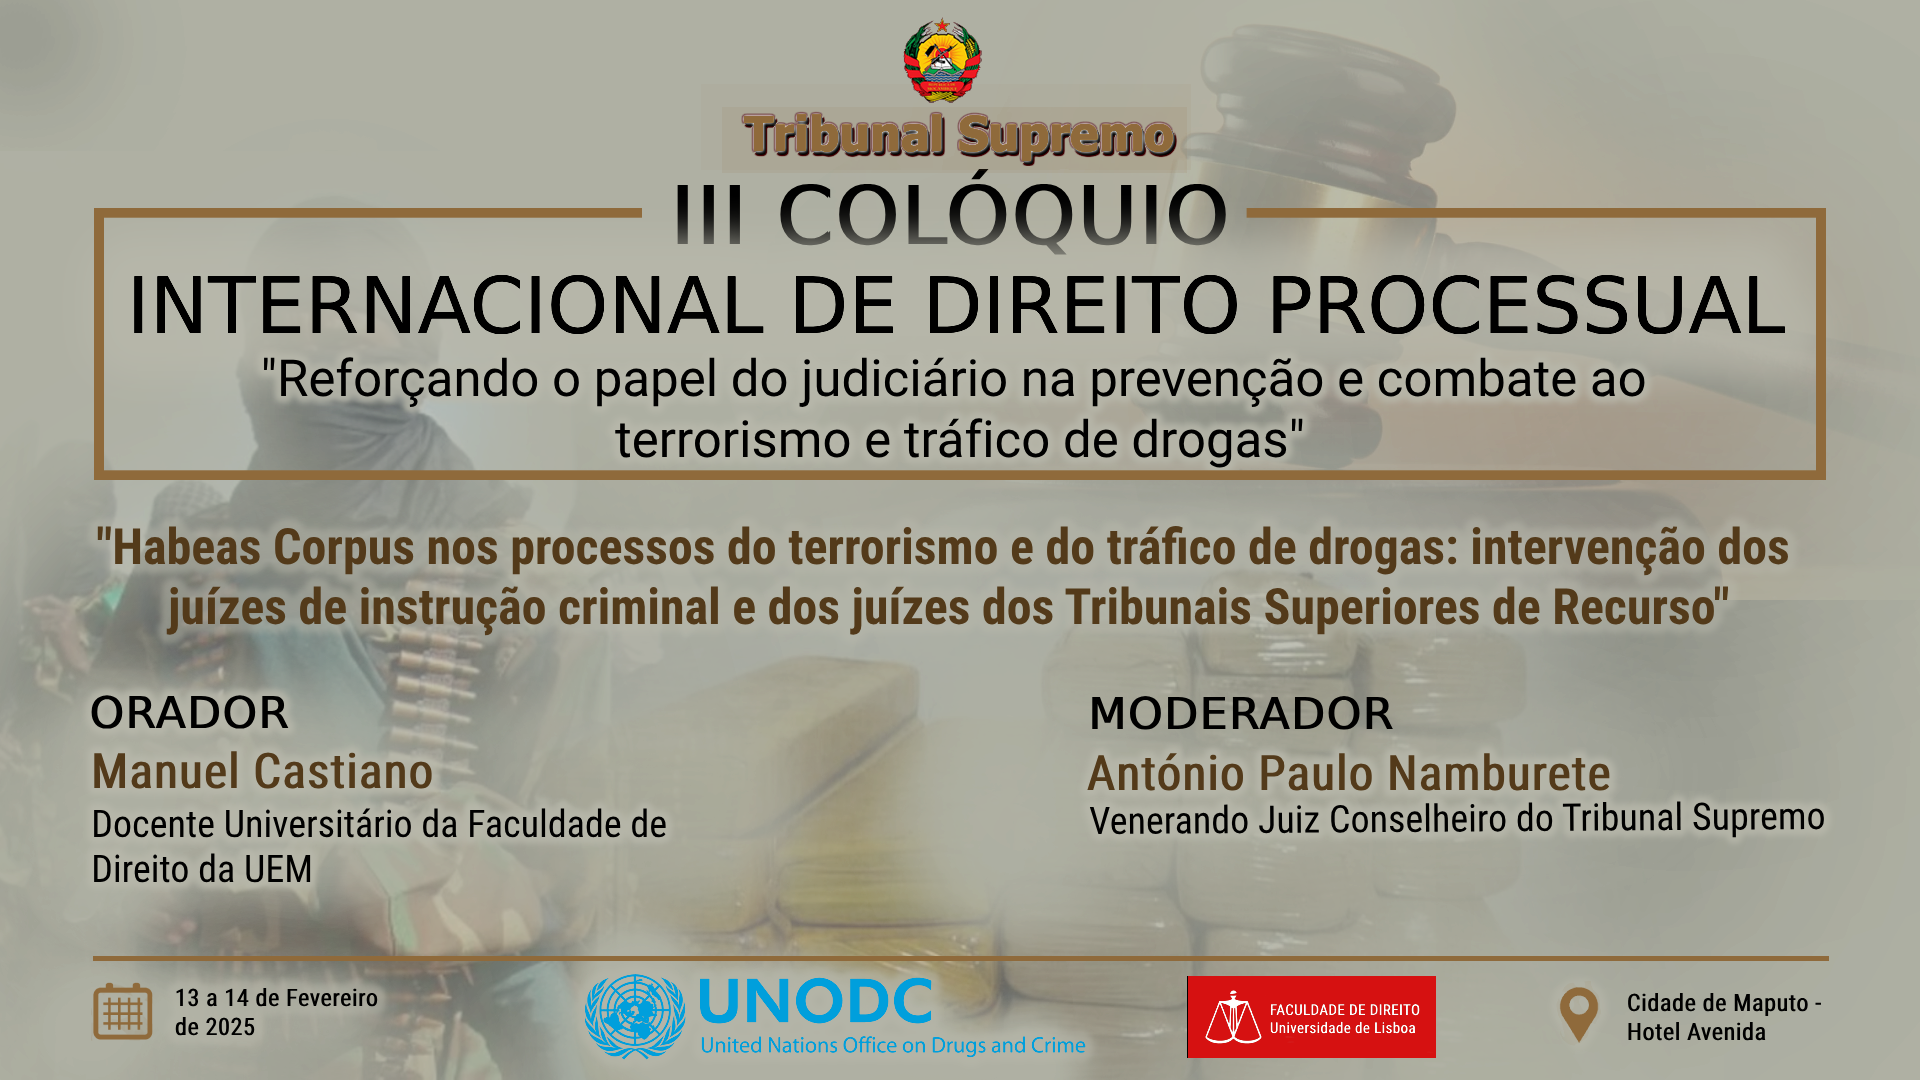 Tribunal Supremo
III COLÓQUIO
INTERNACIONAL DE DIREITO PROCESSUAL
"Reforçando o papel do judiciário na prevenção e combate ao
terrorismo e tráfico de drogas"
"Habeas Corpus nos processos do terrorismo e do tráfico de drogas: intervenção dos
juízes de instrução criminal e dos juízes dos Tribunais Superiores de Recurso"
ORADOR
Manuel Castiano
Docente Universitário da Faculdade de
Direito da UEM
MODERADOR
António Paulo Namburete
Venerando Juiz Conselheiro do Tribunal Supremo
13 a 14 de Fevereiro
de 2025
UNODC
United Nations Office on Drugs and Crime
FACULDADE DE DIREITO
Universidade de Lisboa
Cidade de Maputo -
Hotel Avenida